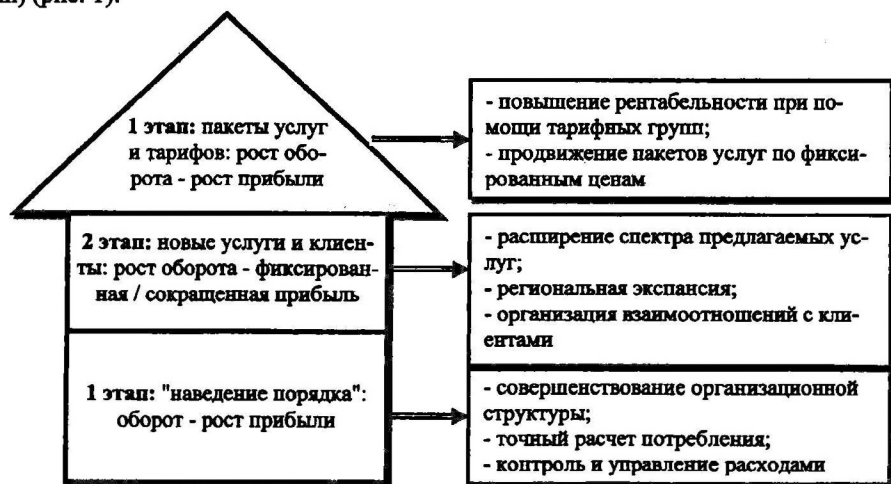 (рис. 1).
1 этап: пакеты услуг
и тарифов: рост обо-
рота - рост прибыли
- повышение рентабельности при по-
мощи тарифных групп;
- продвижение пакетов услуг по фикси-
рованным ценам
2 этап: новые услуги и клиен-
ты: рост оборота - фиксирован-
ная / сокращенная прибыль
- расширение спектра предлагаемых ус-
луг;
- региональная экспансия;
- организация взаимоотношений с кли-
ентами
1 этап: "наведение порядка":
оборот - рост прибыли
- совершенствование организационной
структуры;
- точный расчет потребления;
- контроль и управление расходами